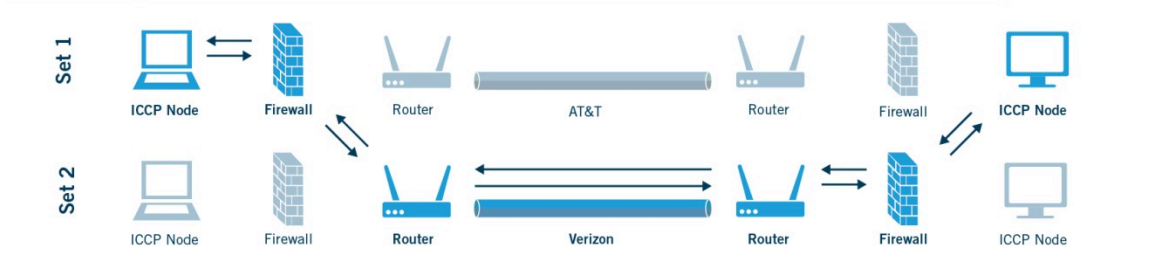 Set 1
ICCP Node
Firewall
Router
AT&T
Router
Firewall
ICCP Node
Set 2
ICCP Node
Firewall
Router
Verizon
Router
Firewall
ICCP Node